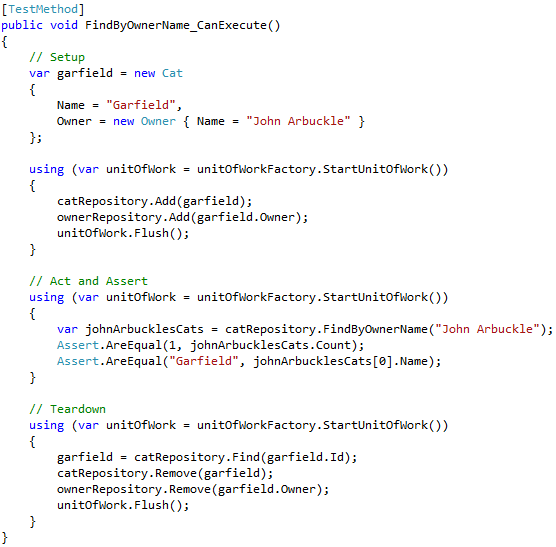 [TestMethod]
public void FindByOwnerName_CanExecute()
{
    // Setup
    var garfield = new Cat
    {
        Name = "Garfield",
        Owner = new Owner { Name = "John Arbuckle" }
    };

    using (var unitOfWork = unitOfWorkFactory.StartUnitOfWork())
    {
        catRepository.Add(garfield);
        ownerRepository.Add(garfield.Owner);
        unitOfWork.Flush();
    }

    // Act and Assert
    using (var unitOfWork = unitOfWorkFactory.StartUnitOfWork())
    {
        var johnArbucklesCats = catRepository.FindByOwnerName("John Arbuckle");
        Assert.AreEqual(1, johnArbucklesCats.Count);
        Assert.AreEqual("Garfield", johnArbucklesCats[0].Name);
    }

    // Teardown
    using (var unitOfWork = unitOfWorkFactory.StartUnitOfWork())
    {
        garfield = catRepository.Find(garfield.Id);
        catRepository.Remove(garfield);
        ownerRepository.Remove(garfield.Owner);
        unitOfWork.Flush();
    }
}